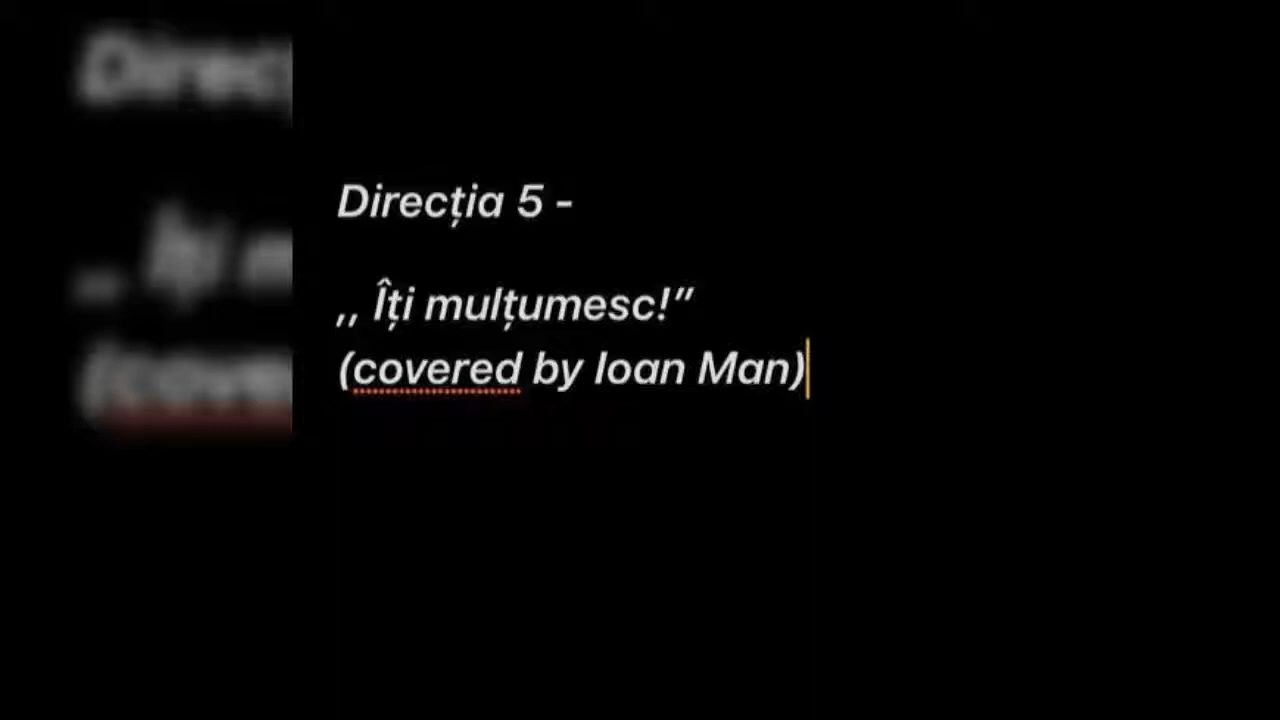 Direcția 5 -
,, Îți mulțumesc!”
(covered by Ioan Man)